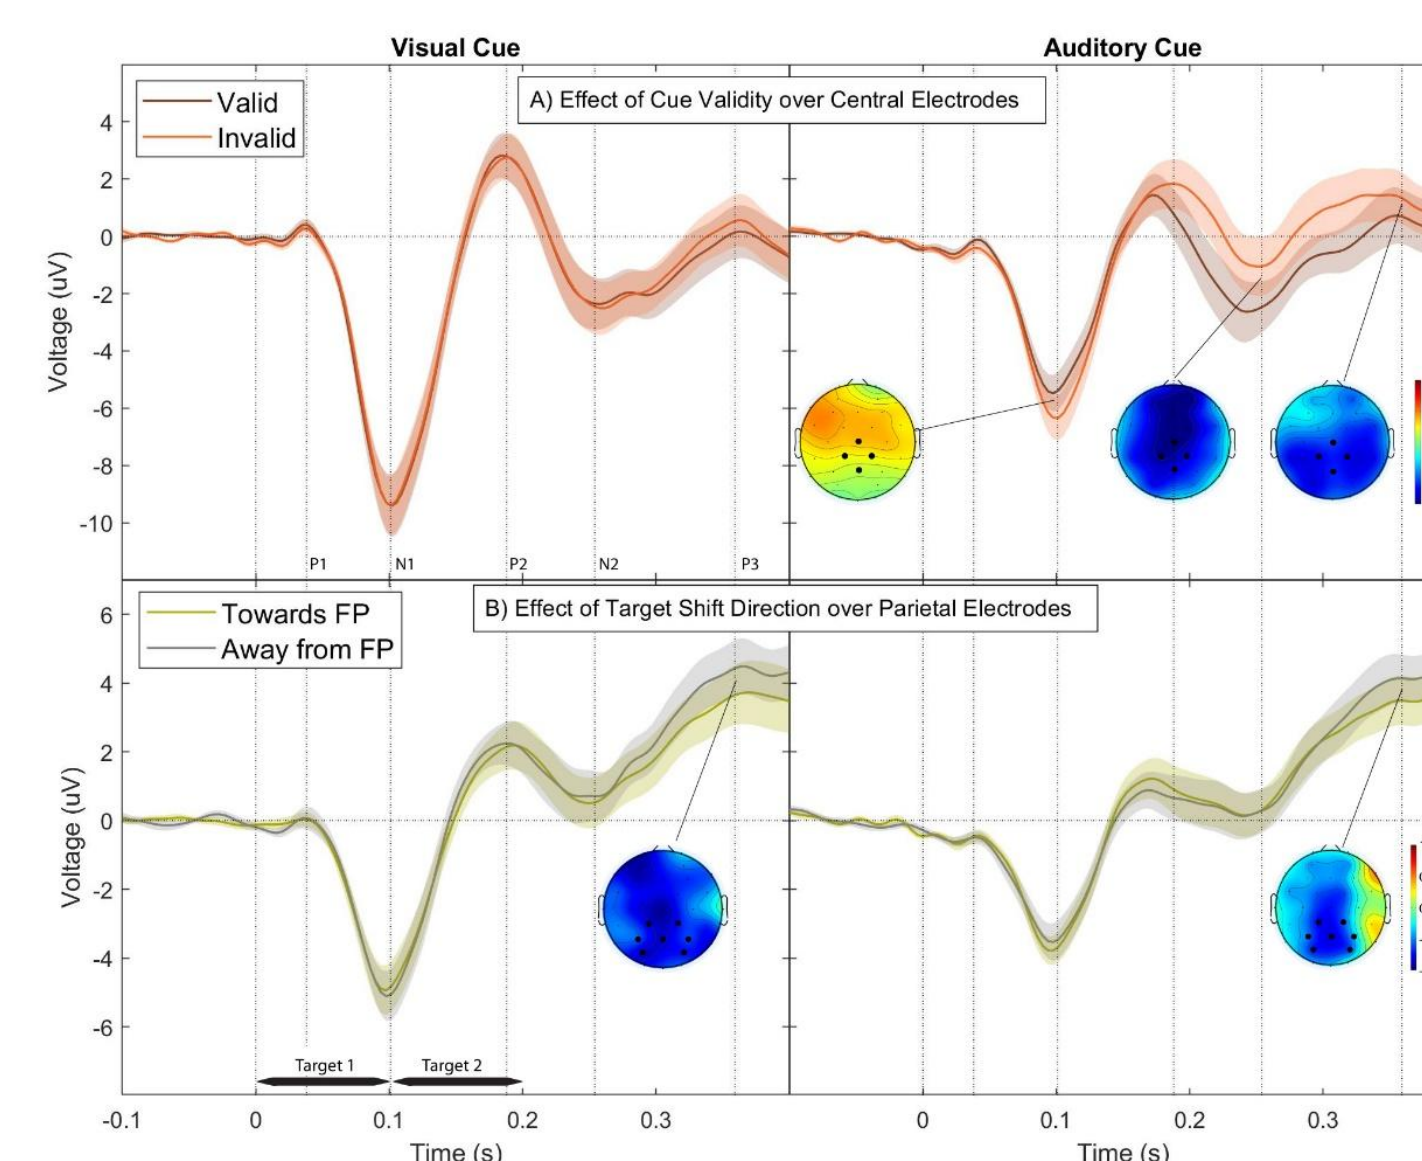 Visual Cue
Auditory Cue
A) Effect of Cue Validity over Central Electrodes
Valid
Invalid
4
2
0
-2
-4
-6
-8
-10
Voltage (uV)
P1
N1
P2
N2
P3
B) Effect of Target Shift Direction over Parietal Electrodes
Towards FP
Away from FP
6
4
2
0
-2
-4
-6
Voltage (uV)
Target 1
Target 2
-0.1
0
0.1
0.2
0.3
0
0.1
0.2
0.3
Time (s)
Time (s)